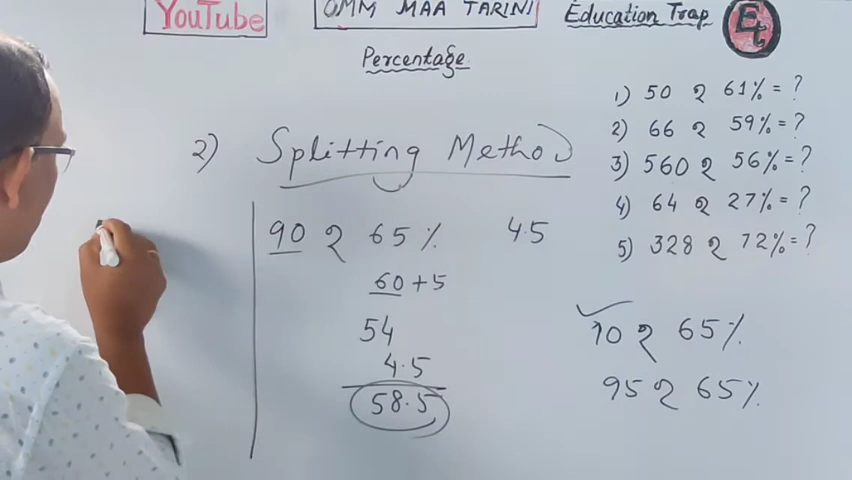 YouTube
OMM MAA TARINI
Education Trap
Et
Percentage
2) Splitting Method
90 ର 65% 4.5
60+5
54
4.5
58.5
1) 50 ର 61% = ?
2) 66 ର 59% = ?
3) 560 ର 56% = ?
4) 64 ର 27% = ?
5) 328 ର 72% = ?
ର 65%
95 ର 65%